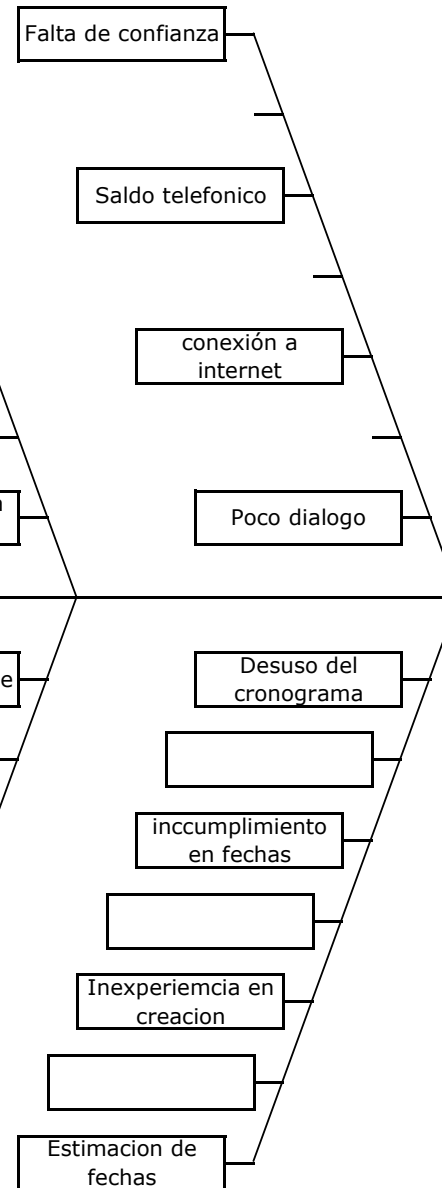 Falta de confianza
Saldo telefonico
conexión a
internet
Poco dialogo
Desuso del
cronograma
inccumplimiento
en fechas
Inexperiemcia en
creacion
Estimacion de
fechas